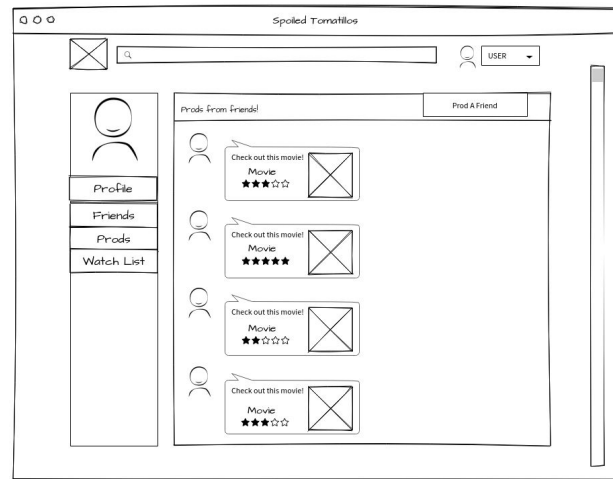 Spoiled Tomatillos
USER
Prods from friends!
Prod A Friend
Profile
Friends
Prods
Watch List
Check out this movie!
Movie
Check out this movie!
Movie
Check out this movie!
Movie
Check out this movie!
Movie